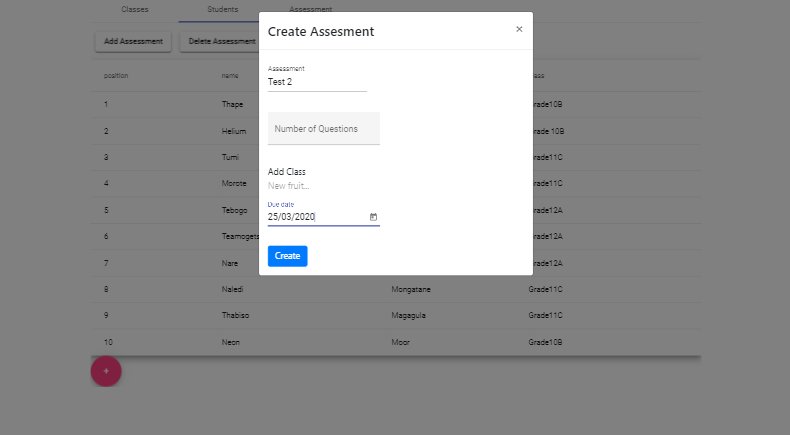 Classes Students Assessment
Create Assesment ×
Add Assessment Delete Assessment
position name
Assessment
Test 2
1 Thape Grade10B
2 Helium rade 10B
Number of Questions
3 Tumi rade11C
4 Morote rade11C
Add Class
New fruit...
5 Tebogo rade12A
Due date
25/03/2020
6 Teamogets rade12A
7 Nare rade12A
Create
8 Naledi Mongatane Grade11C
9 Thabiso Magagula Grade11C
10 Neon Moor Grade10B
+